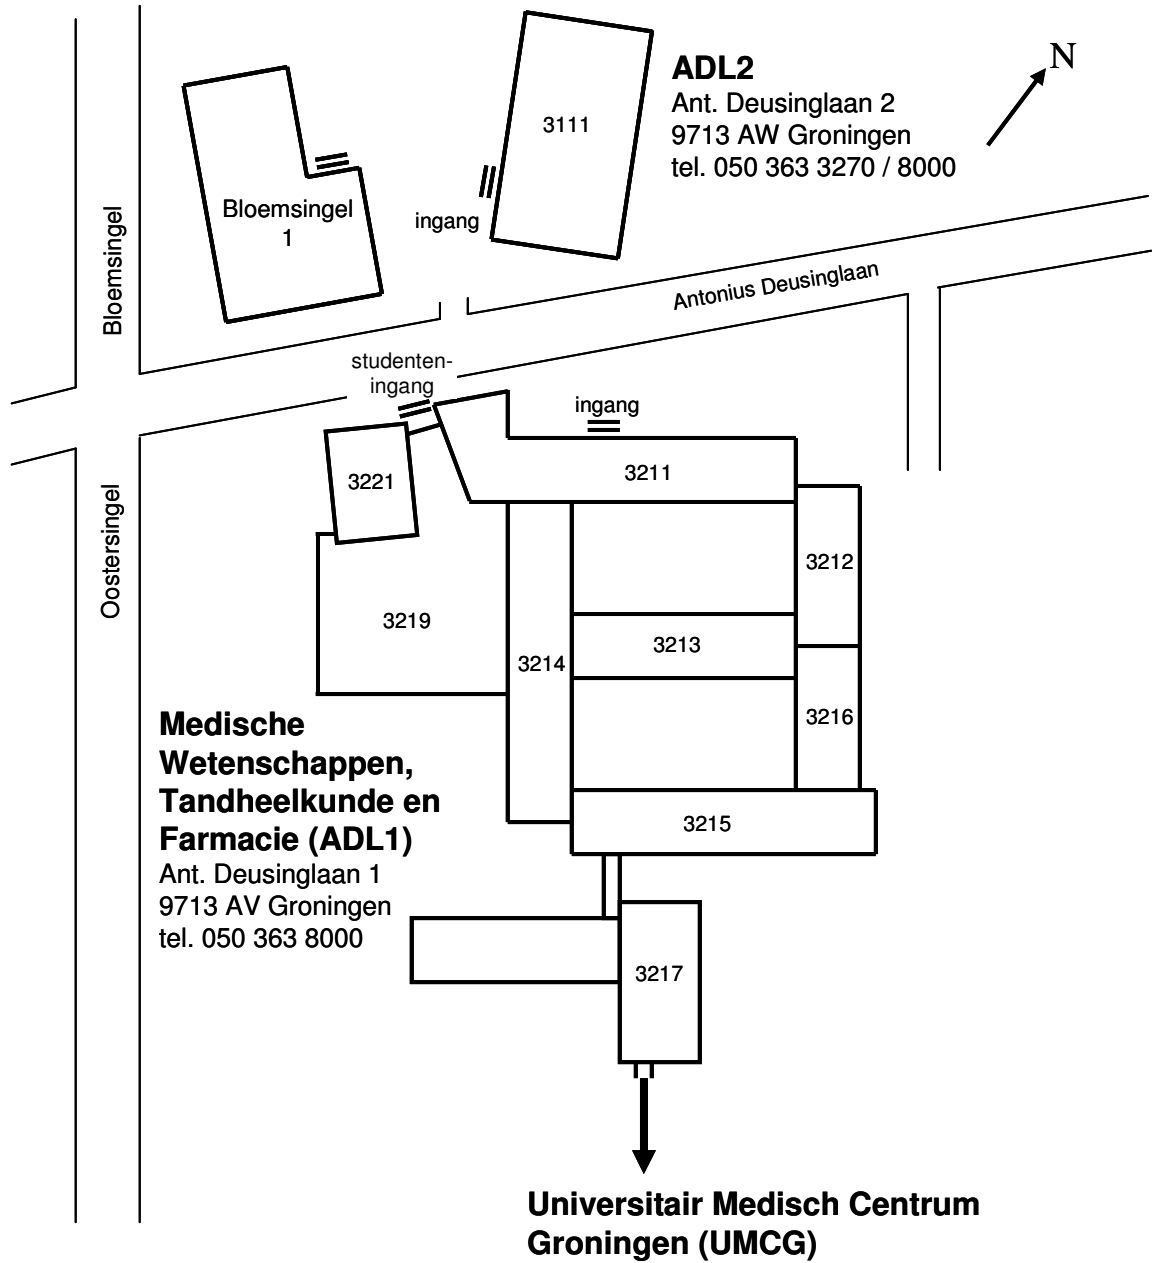 N
ADL2
Ant. Deusinglaan 2
9713 AW Groningen
tel. 050 363 3270 / 8000
3111
Bloemsingel
1
ingang
Bloemsingel
Antonius Deusinglaan
studenten-
ingang
ingang
3211
3221
Oostersingel
3212
3219
3213
3214
3216
Medische
Wetenschappen,
Tandheelkunde en
Farmacie (ADL1)
Ant. Deusinglaan 1
9713 AV Groningen
tel. 050 363 8000
3215
3217
Universitair Medisch Centrum
Groningen (UMCG)